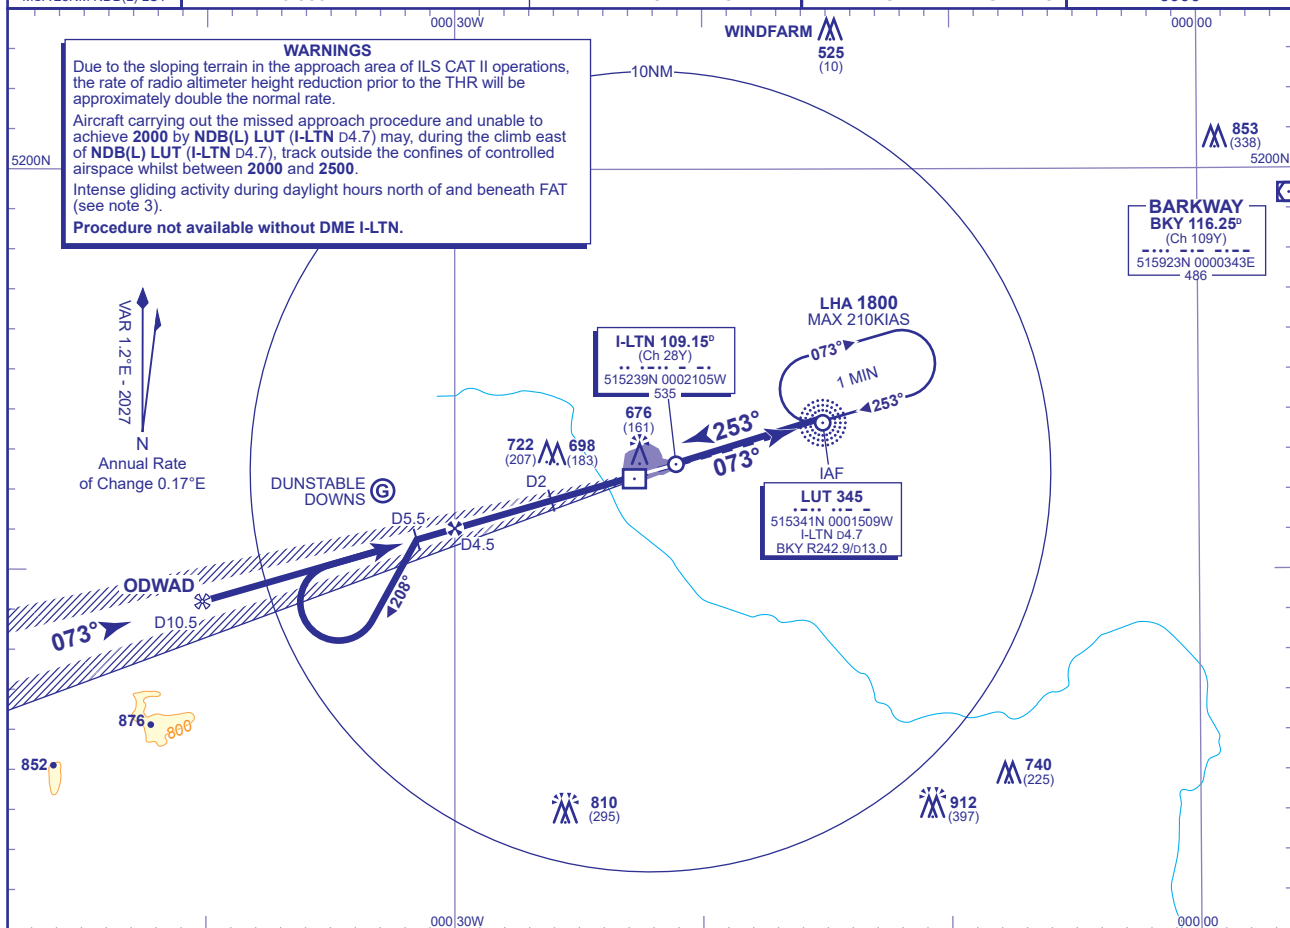 000 30W
000 00
WINDFARM
525
(10)
10NM
WARNINGS
Due to the sloping terrain in the approach area of ILS CAT II operations,
the rate of radio altimeter height reduction prior to the THR will be
approximately double the normal rate.
Aircraft carrying out the missed approach procedure and unable to
achieve 2000 by NDB(L) LUT (I-LTN D4.7) may, during the climb east
of NDB(L) LUT (I-LTN D4.7), track outside the confines of controlled
airspace whilst between 2000 and 2500.
Intense gliding activity during daylight hours north of and beneath FAT
(see note 3).
Procedure not available without DME I-LTN.
853
(338)
5200N
5200N
BARKWAY
BKY 116.25ᴰ
(Ch 109Y)
515923N 0000343E
486
VAR 1.2°E - 2027
N
Annual Rate
of Change 0.17°E
LHA 1800
MAX 210KIAS
073°
1 MIN
253°
I-LTN 109.15ᴰ
(Ch 28Y)
515239N 0002105W
535
676
(161)
253°
073°
722
(207)
698
(183)
D2
IAF
LUT 345
515341N 0001509W
I-LTN D4.7
BKY R242.9/D13.0
DUNSTABLE
DOWNS
G
D5.5
D4.5
ODWAD
D10.5
208°
073°
876
800
852
810
(295)
740
(225)
912
(397)
000 30W
000 00